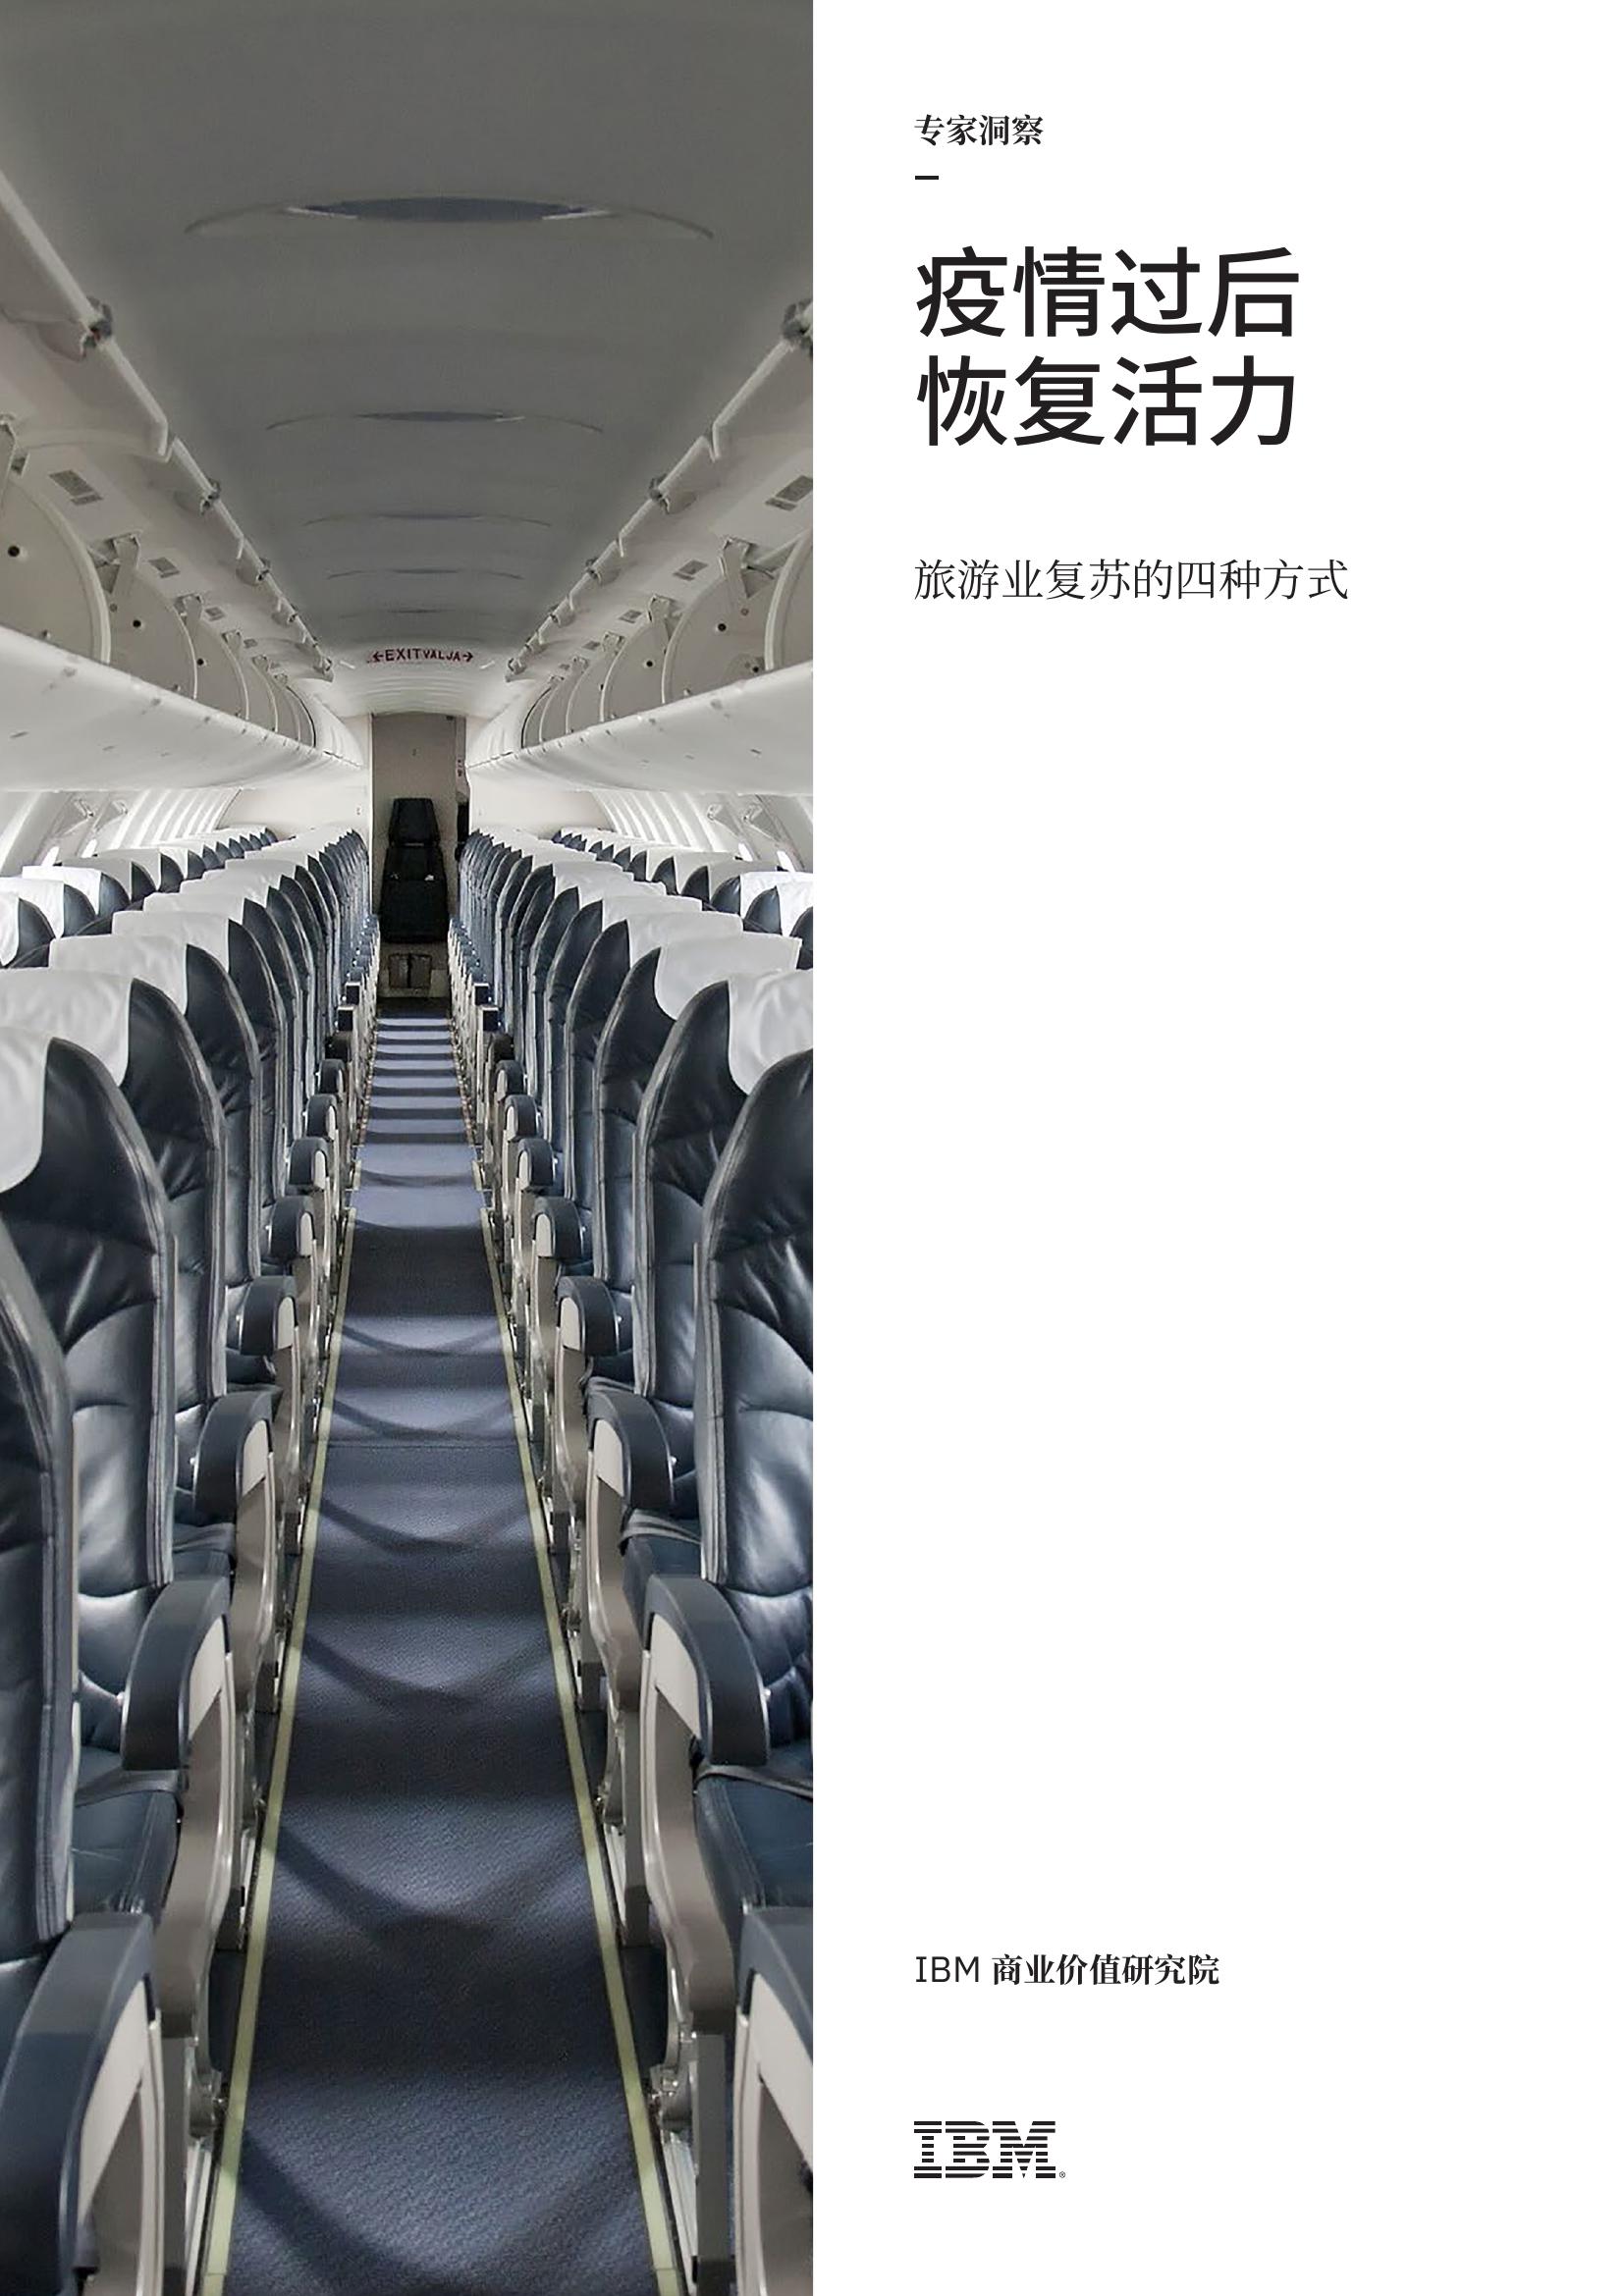 专家洞察
疫情过后
恢复活力
旅游业复苏的四种方式
←EXIT VÄLJA→
IBM 商业价值研究院
IBM®